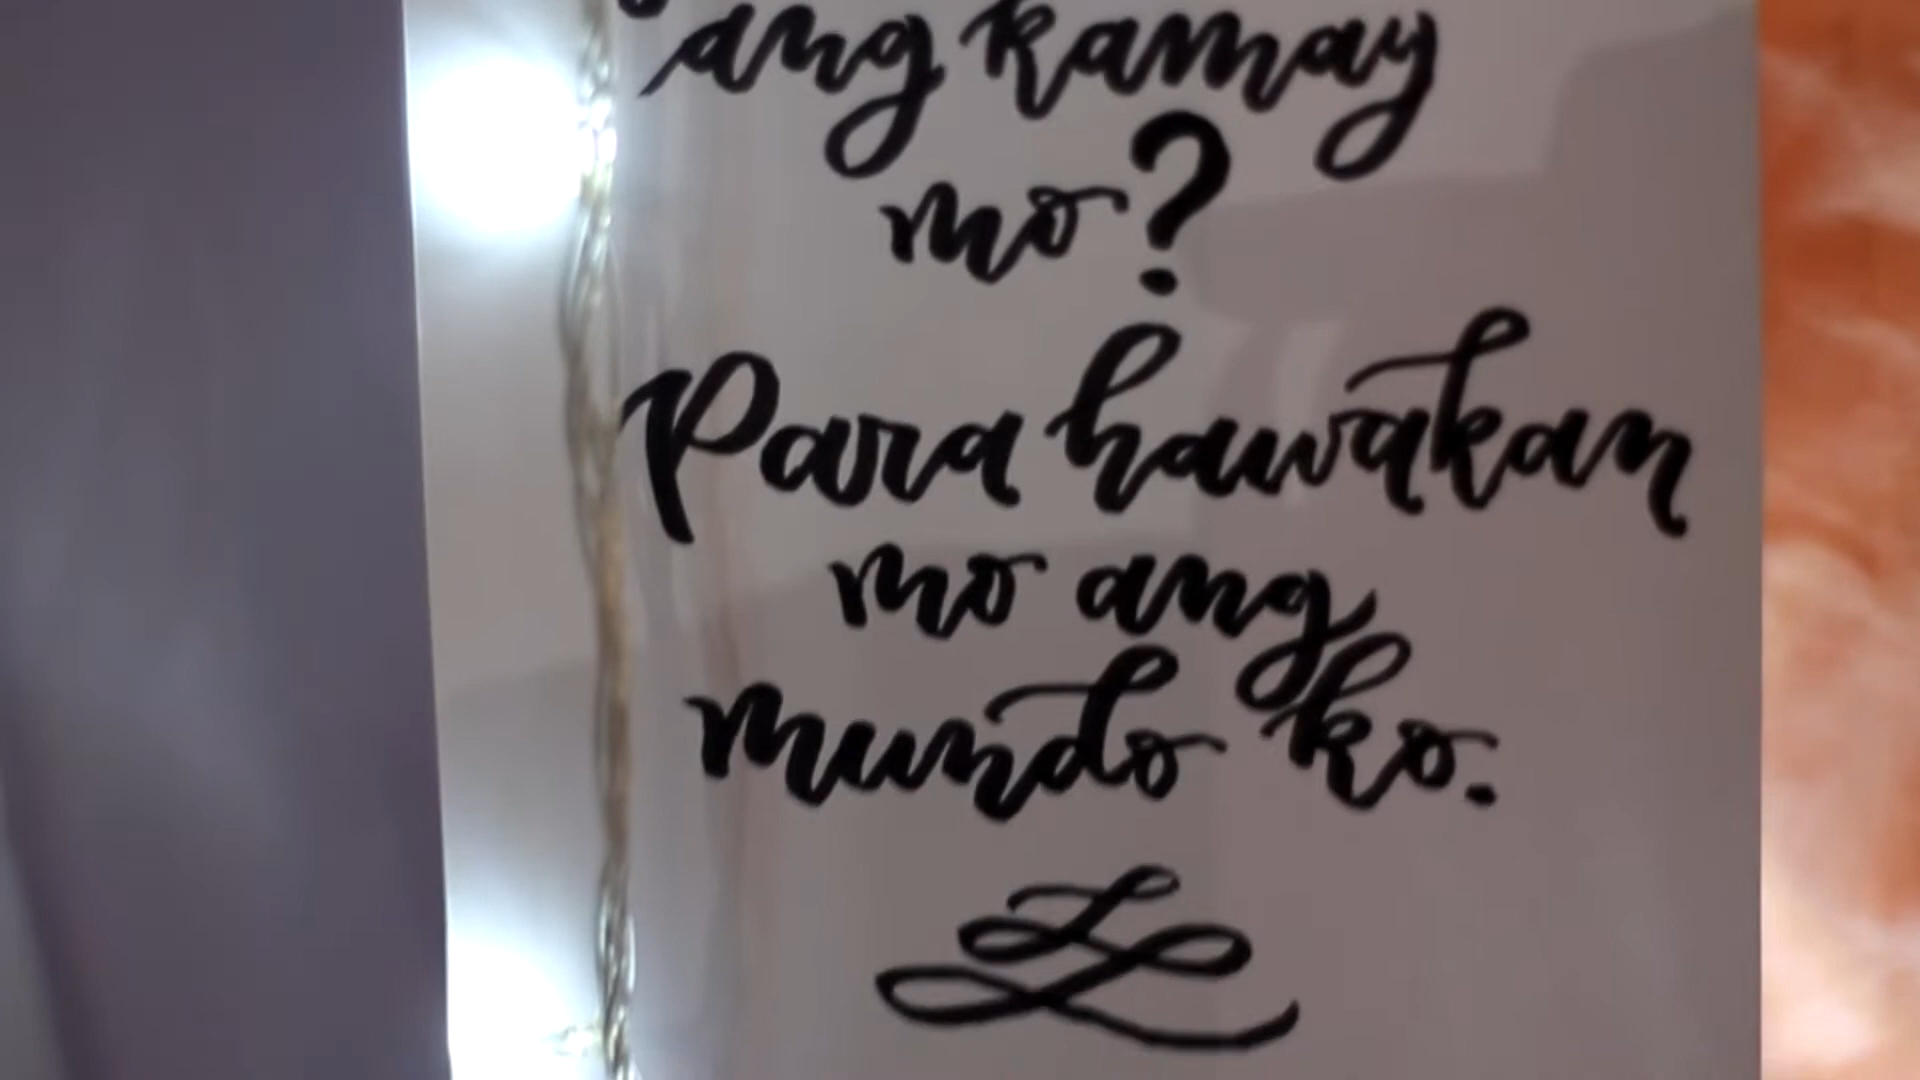 ang kamay
mo?
Para hawakan
mo ang
mundo ko.